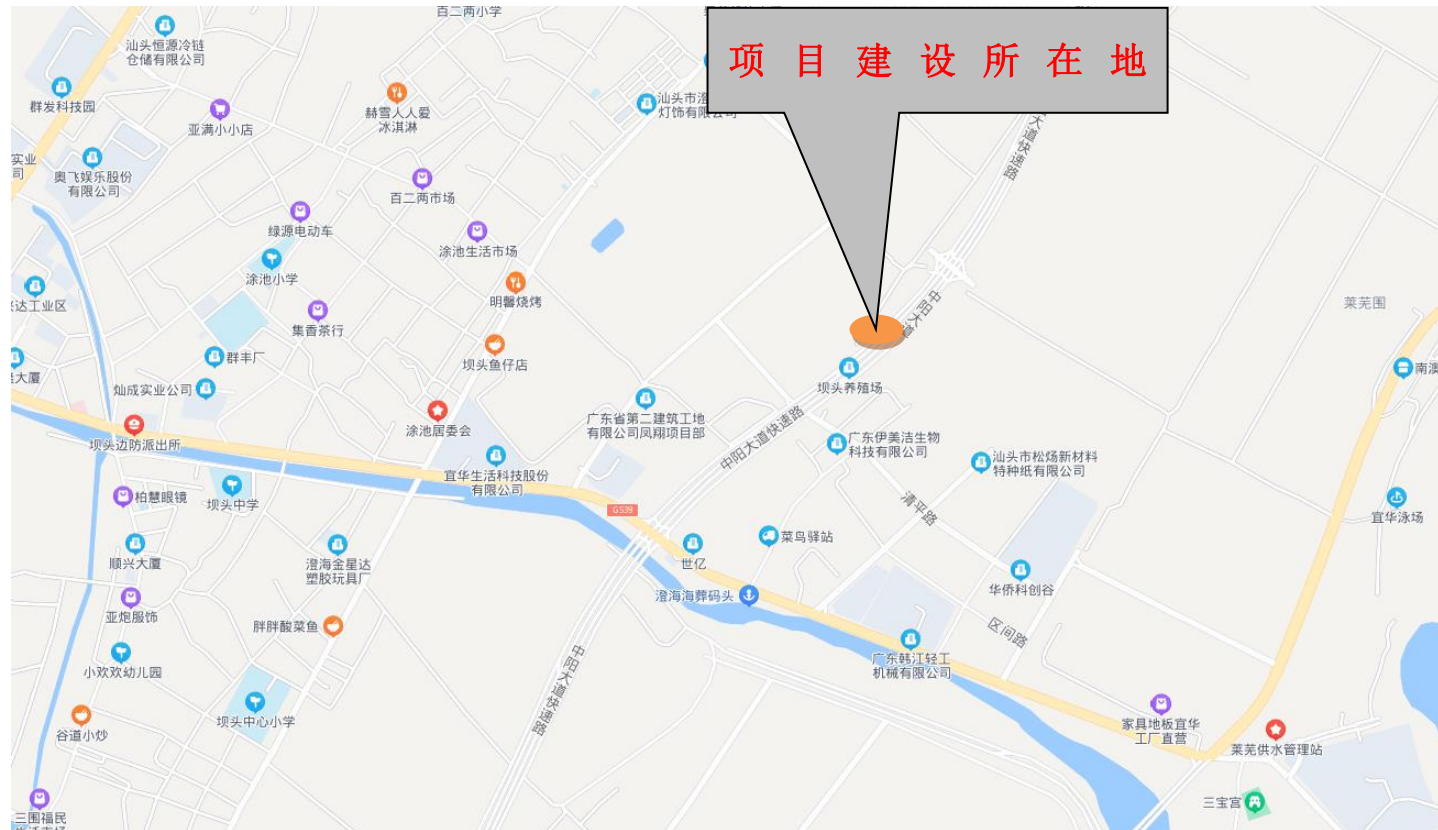 百二两小学
项目建设所在地
汕头恒源冷链
仓储有限公司
群发科技园
亚满小小店
赫雪人人爱
冰淇淋
汕头市澄
灯饰有限公司
大道快速路
实业
司
奥飞娱乐股份
有限公司
百二两市场
绿源电动车
涂池生活市场
涂池小学
明馨烧烤
达工业区
集香茶行
中阳大道
莱芜围
群丰厂
坝头鱼仔店
大厦
灿成实业公司
坝头养殖场
南澳
广东省第二建筑工地
有限公司凤翔项目部
中阳大道快速路
涂池居委会
坝头边防派出所
广东伊美洁生物
科技有限公司
汕头市松炀新材料
特种纸有限公司
宜华生活科技股份
有限公司
柏慧眼镜
坝头中学
G539
清平路
宜华泳场
菜鸟驿站
顺兴大厦
澄海金星达
塑胶玩具厂
世亿
华侨科创谷
澄海海葬码头
亚炮服饰
胖胖酸菜鱼
区间路
小欢欢幼儿园
广东韩江轻工
机械有限公司
中阳大道快速路
坝头中心小学
谷道小炒
家具地板宜华
工厂直营
莱芜供水管理站
三宝宫
三围福民